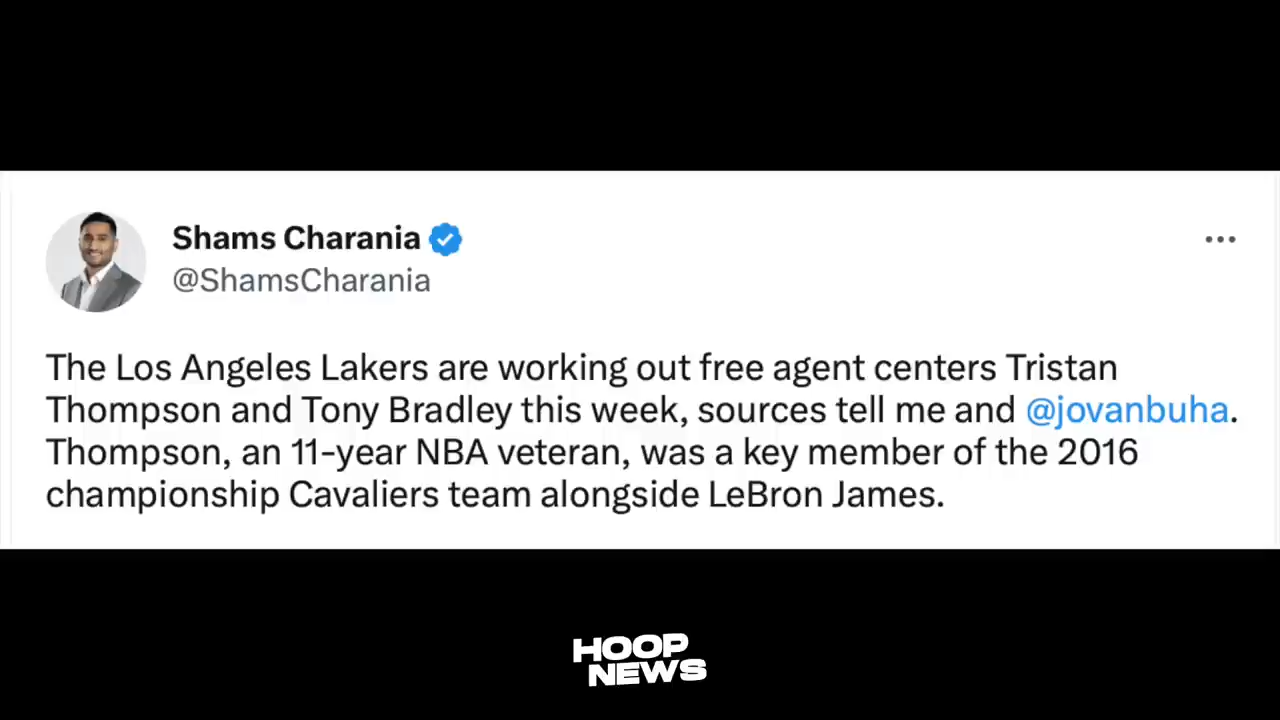 Shams Charania
@ShamsCharania
The Los Angeles Lakers are working out free agent centers Tristan
Thompson and Tony Bradley this week, sources tell me and @jovanbuha.
Thompson, an 11-year NBA veteran, was a key member of the 2016
championship Cavaliers team alongside LeBron James.
HOOP
NEWS